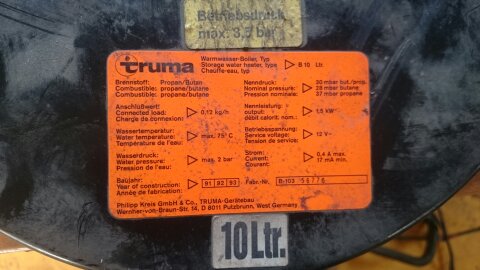 Betriebsdruck
max. 3,5 bar
truma
Warmwasser-Boiler, Typ
Storage water heater, type
Chauffe-eau, typ
B 10 Ltr.
Brennstoff: Propan/Butan
Combustible: propane/butane
Combustible: propane/butane
Nenndruck:
Nominal pressure:
Pression nominale:
30 mbar but./prop.
28 mbar butane
37 mbar propane
Anschlußwert:
Connected load:
Charge de connexion:
0,12 kg/h
Nennleistung:
output:
débit calorif. nom.:
1,5 kW
Wassertemperatur:
Water temperature:
Température de l'eau:
max. 75°C
Betriebsspannung:
Service voltage:
Tension de service:
12 V=
Wasserdruck:
Water pressure:
Pression de l'eau:
max. 2 bar
Strom:
Current:
Courant:
0,4 A max.
17 mA min.
Baujahr:
Year of construction:
Année de fabrication:
91 92 93
Fabr.-Nr.
B-103 56776
Philipp Kreis GmbH & Co., TRUMA-Gerätebau
Wernher-von-Braun-Str. 14, D 8011 Putzbrunn, West Germany
10 Ltr.